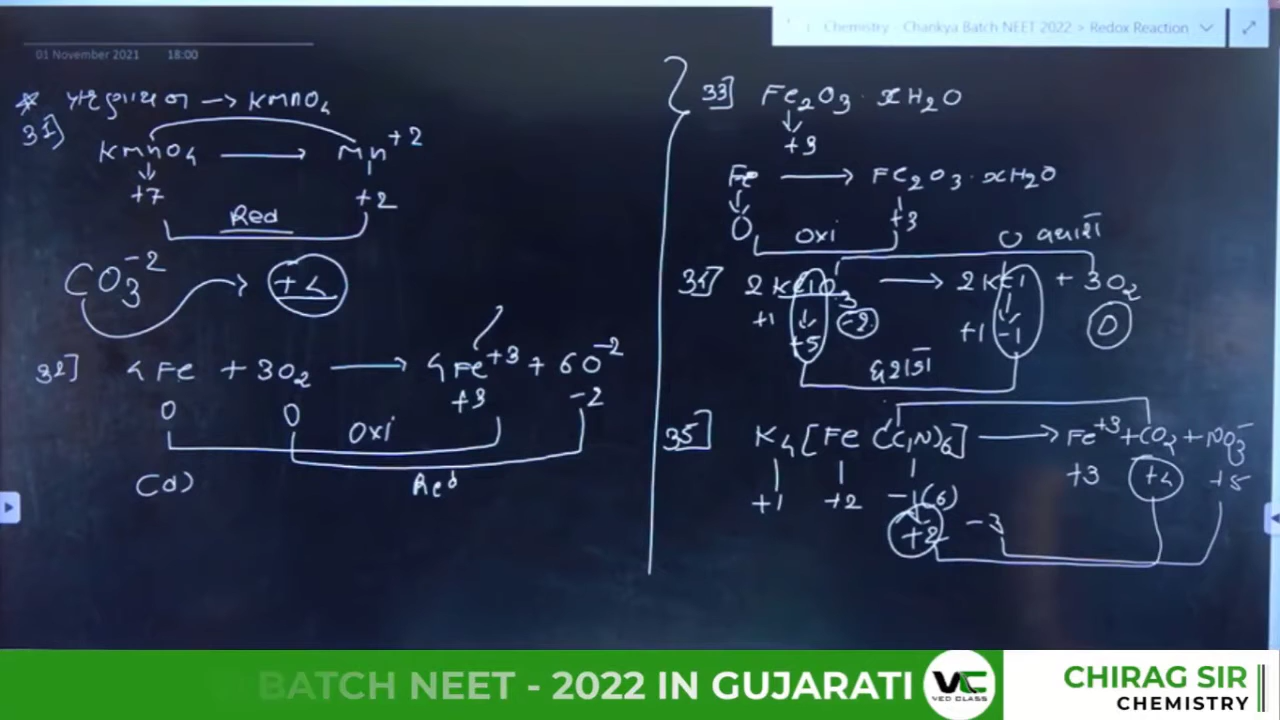 Chemistry - Chankya Batch NEET 2022 > Redox Reaction
01 November 2021 18:00
→ KMnO4
31]
KMnO4 → Mn+2
+7 +2
Red
CO3-2 → +4
32] 4Fe + 3O2 → 4Fe+3 + 6O-2
0 0 +3 -2
Oxi
(d) Red
33] Fe2O3 · xH2O
+3
Fe → Fe2O3 · xH2O
0 +3
Oxi
34] 2KClO3 → 2KCl + 3O2
+1 +5 -2 +1 -1 0
35] K4[Fe(CN)6] → Fe+3 + CO2 + NO3-
+1 +2 -1(6) +3 +4 +5
+2 -3
BATCH NEET - 2022 IN GUJARATI
VC
VED CLASS
CHIRAG SIR
CHEMISTRY